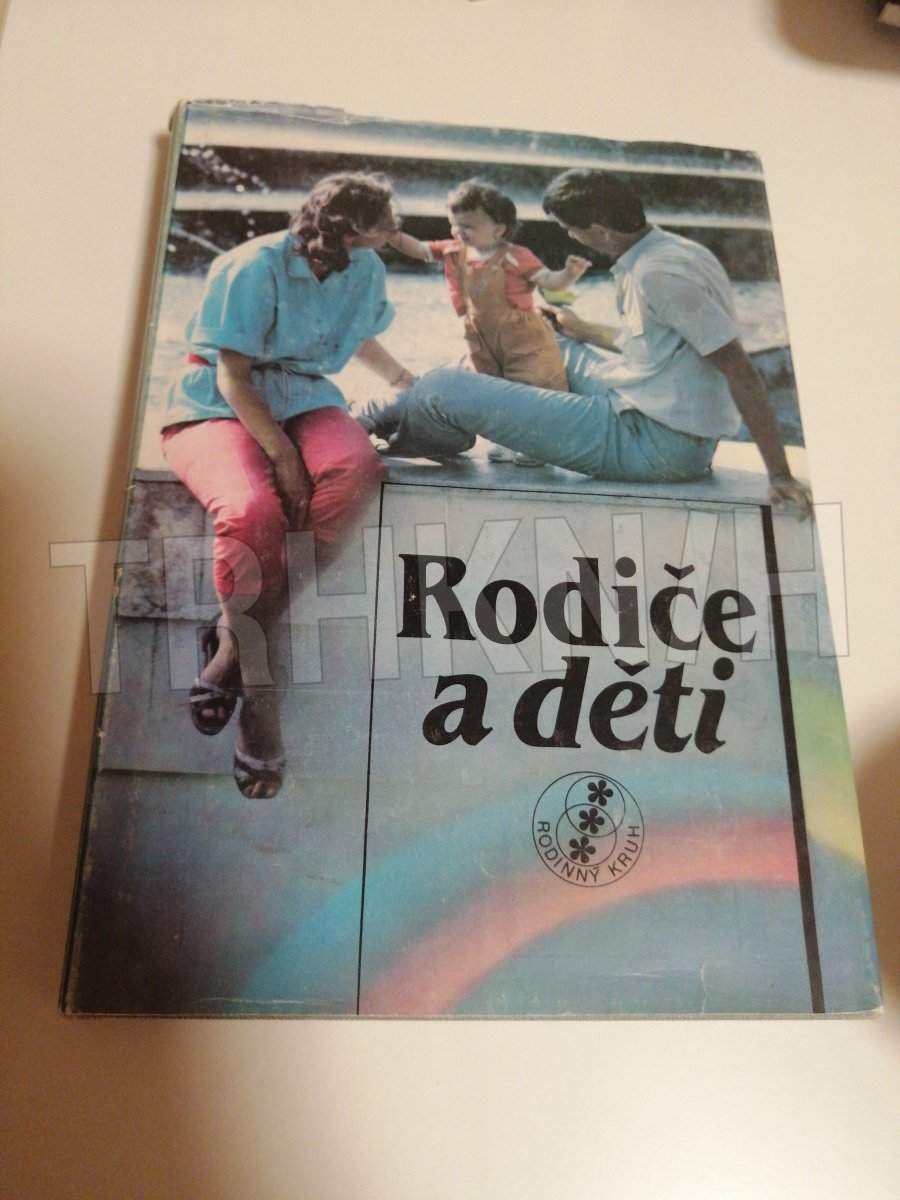 TRHKNIH
Rodiče
a děti
RODINNÝ KRUH